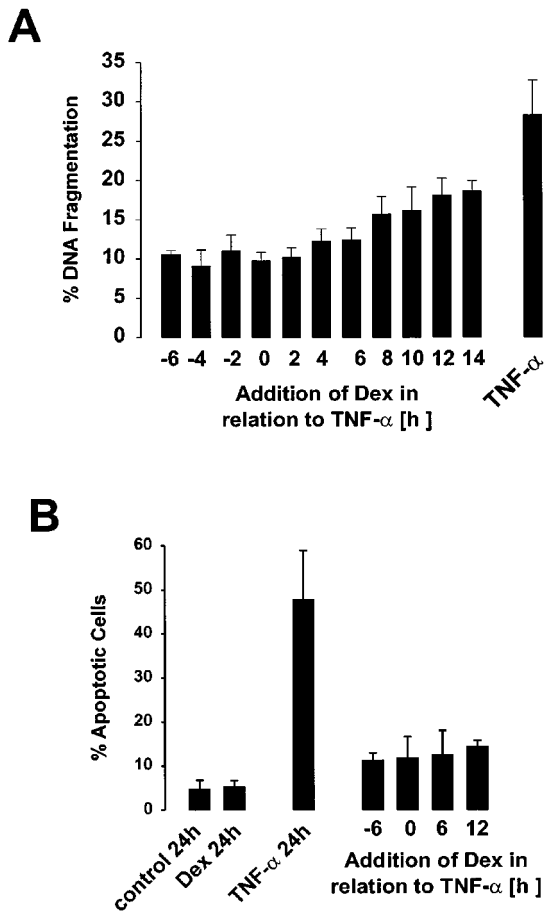 A
35
30
25
20
15
10
5
0
% DNA Fragmentation
-6 -4 -2 0 2 4 6 8 10 12 14
TNF-α
Addition of Dex in
relation to TNF-α [h ]
B
60
50
40
30
20
10
0
% Apoptotic Cells
control 24h
Dex 24h
TNF-α 24h
-6 0 6 12
Addition of Dex in
relation to TNF-α [h ]